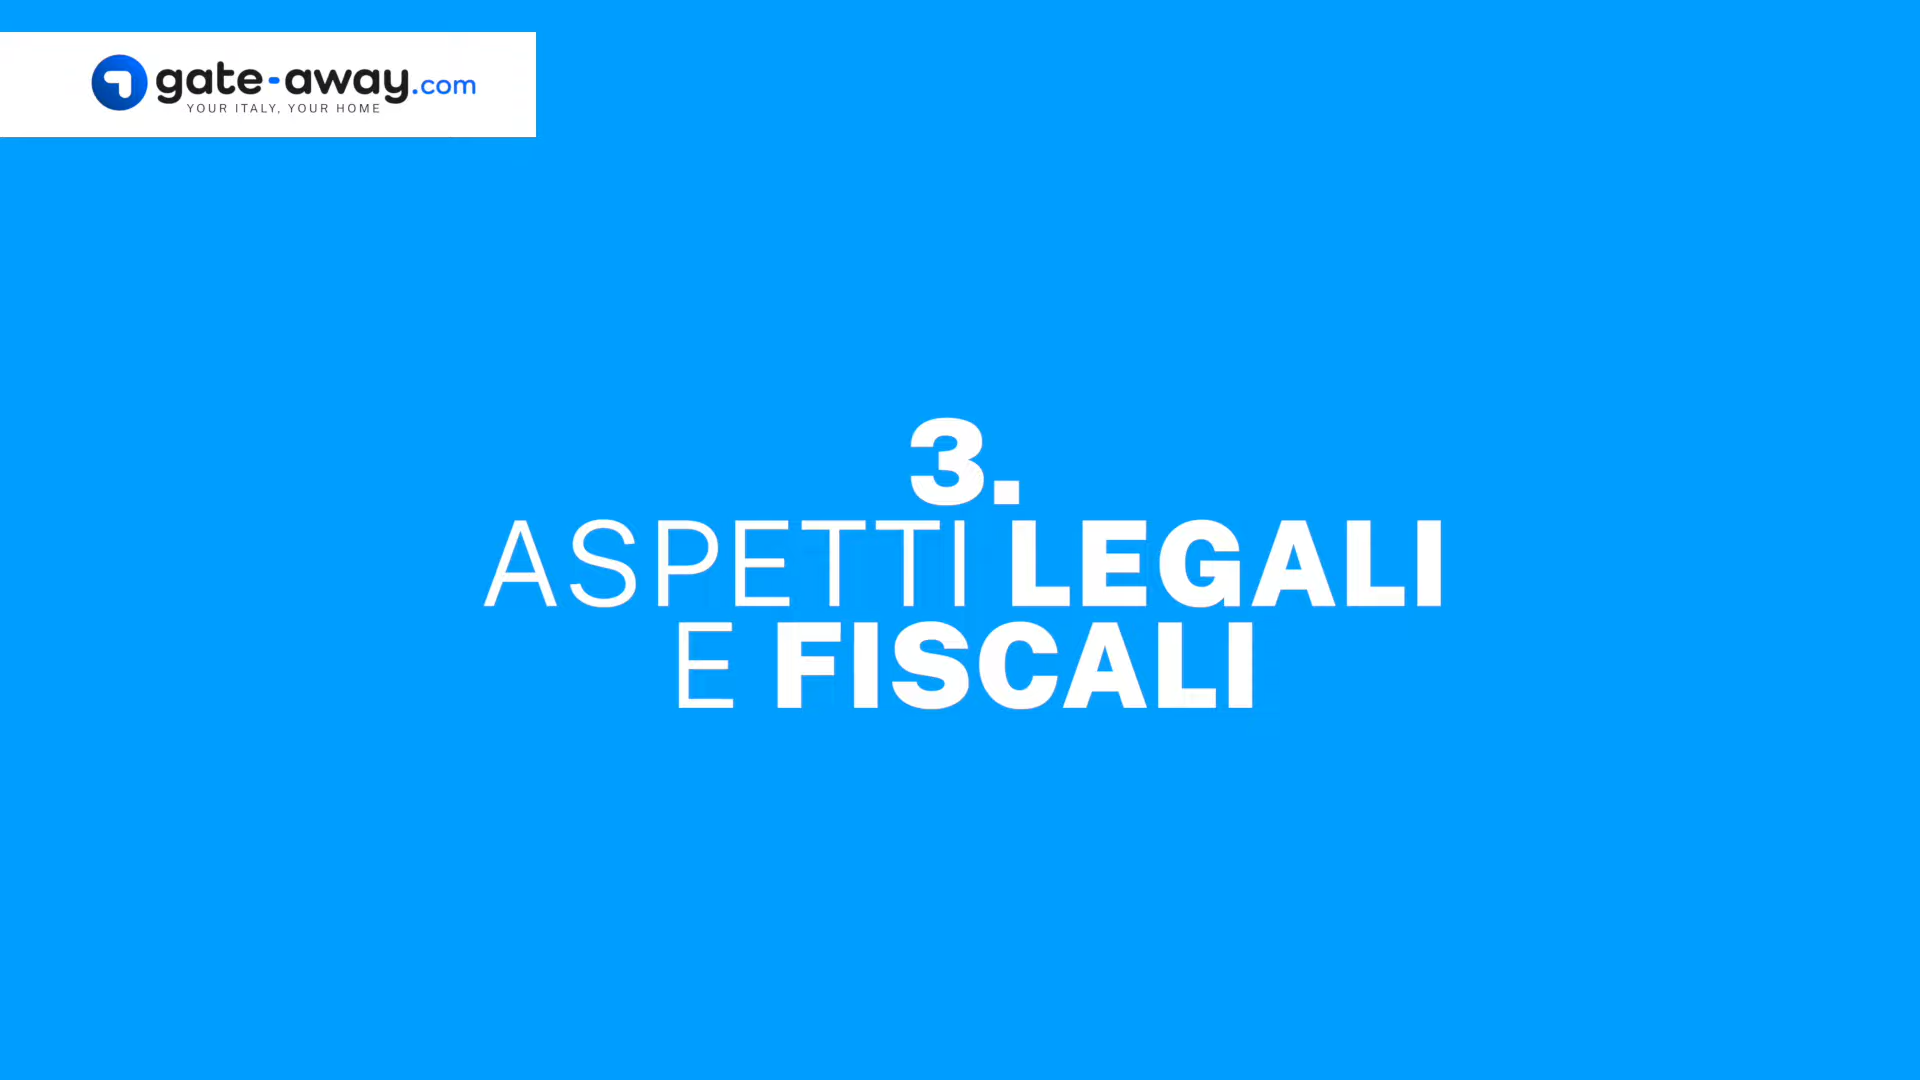 gate-away.com
YOUR ITALY, YOUR HOME
3.
ASPETTI LEGALI
E FISCALI